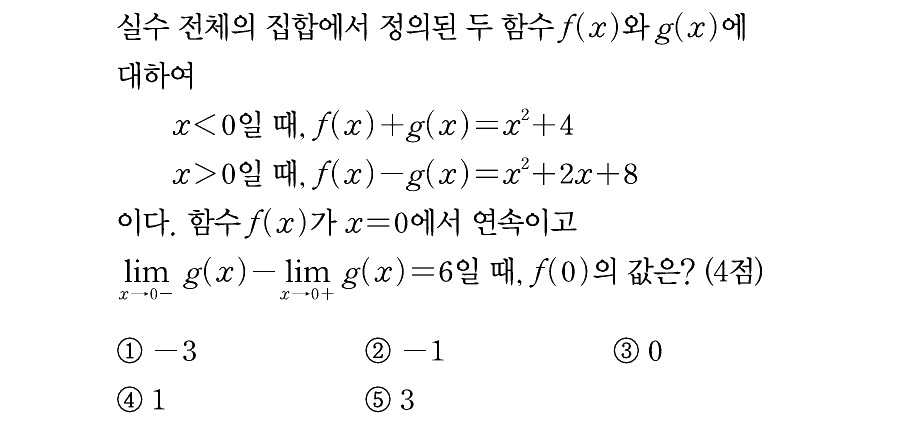 실수 전체의 집합에서 정의된 두 함수 f(x)와 g(x)에
대하여
x<0일 때, f(x)+g(x)=x²+4
x>0일 때, f(x)-g(x)=x²+2x+8
이다. 함수 f(x)가 x=0에서 연속이고
lim x→0- g(x)-lim x→0+ g(x)=6일 때, f(0)의 값은? (4점)
① -3 ② -1 ③ 0
④ 1 ⑤ 3